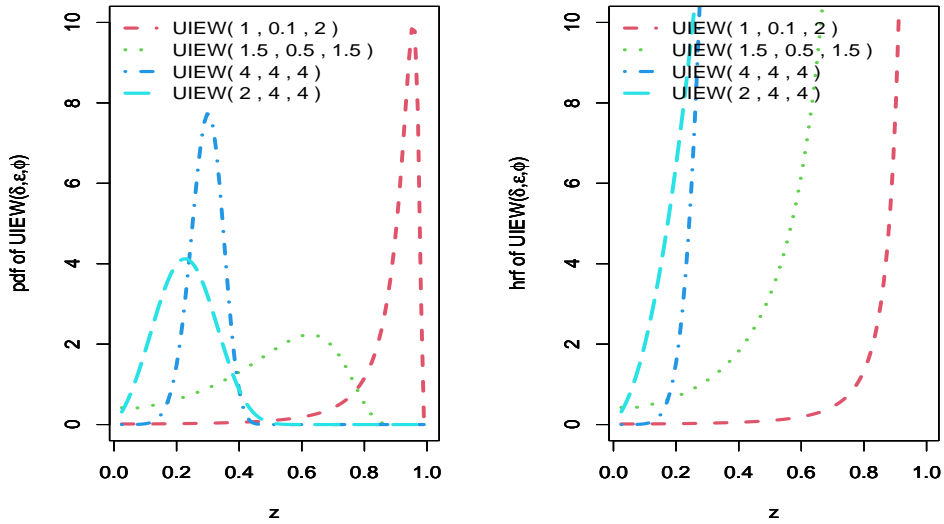 UIEW( 1 , 0.1 , 2 )
UIEW( 1.5 , 0.5 , 1.5 )
UIEW( 4 , 4 , 4 )
UIEW( 2 , 4 , 4 )
pdf of UIEW(δ,ε,φ)
10
8
6
4
2
0
0.0 0.2 0.4 0.6 0.8 1.0
z
UIEW( 1 , 0.1 , 2 )
UIEW( 1.5 , 0.5 , 1.5 )
UIEW( 4 , 4 , 4 )
UIEW( 2 , 4 , 4 )
hrf of UIEW(δ,ε,φ)
10
8
6
4
2
0
0.0 0.2 0.4 0.6 0.8 1.0
z